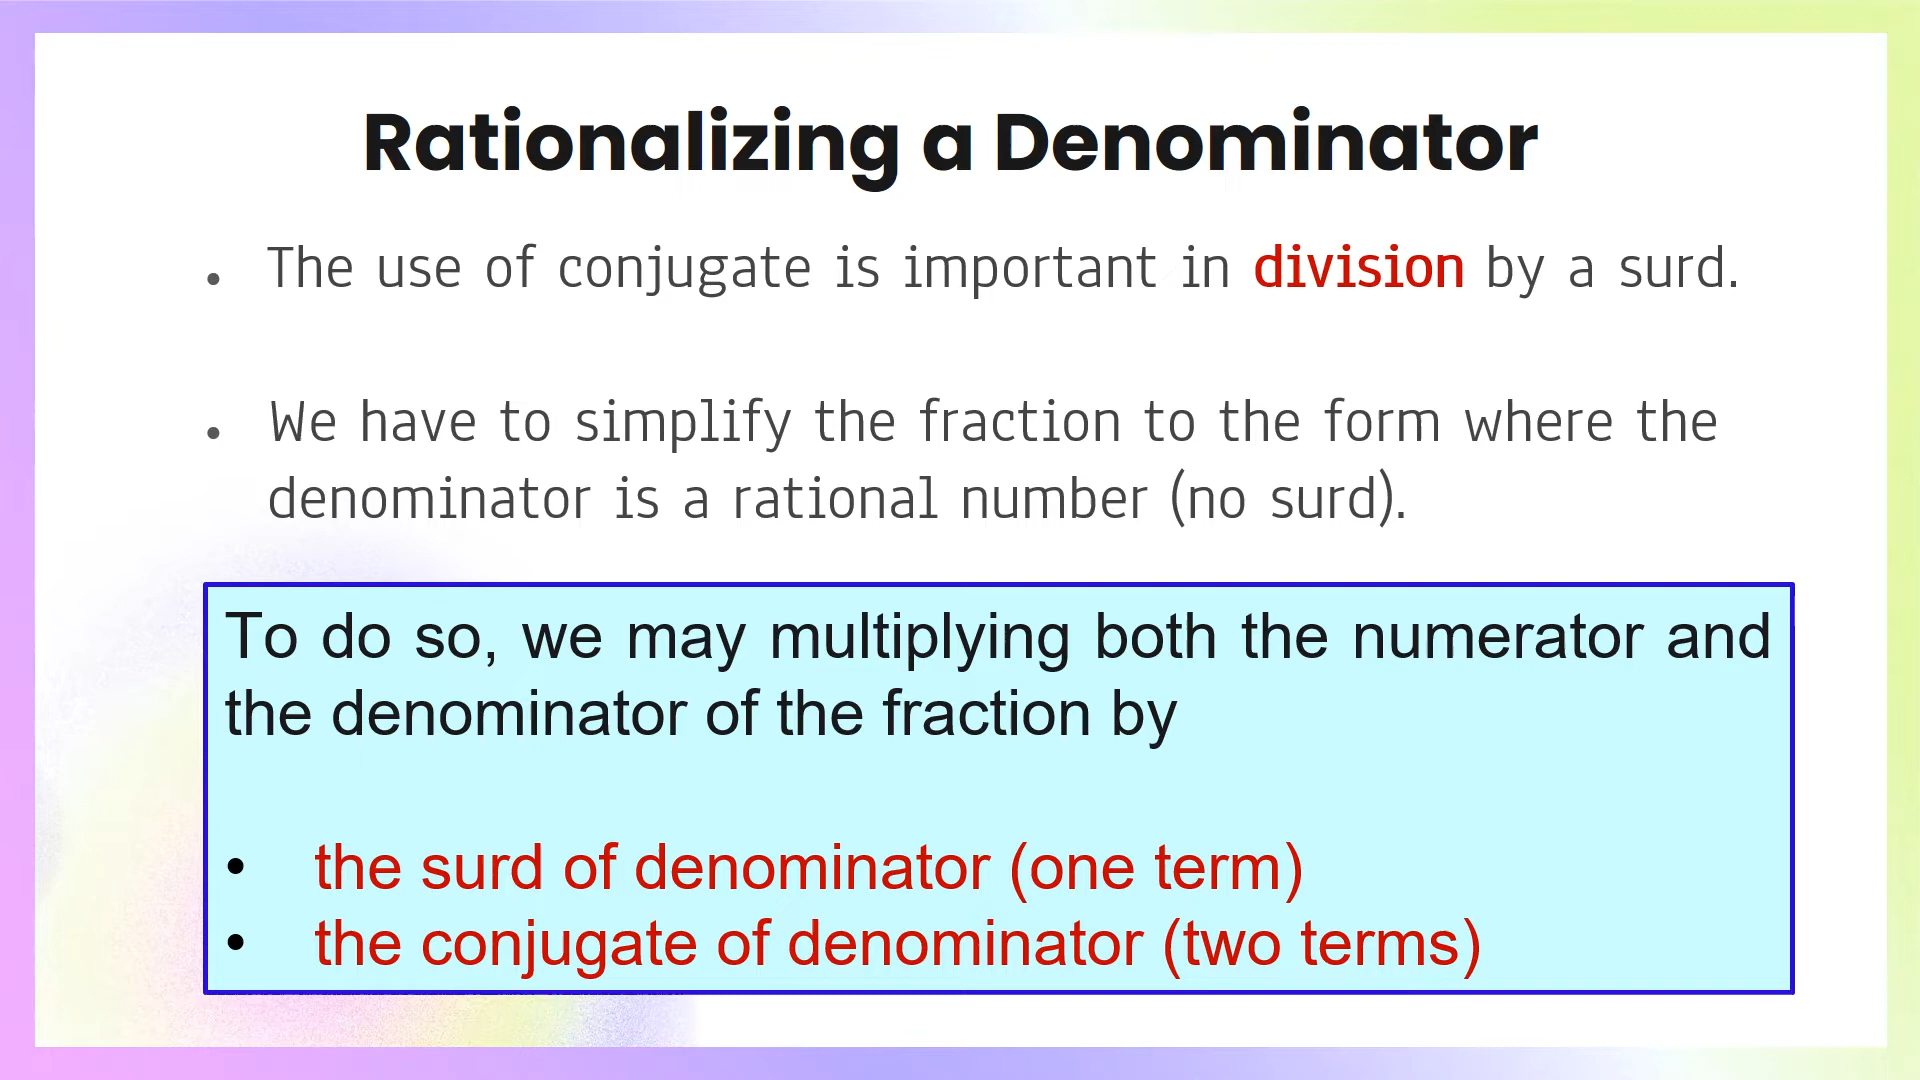 Rationalizing a Denominator
• The use of conjugate is important in division by a surd.
• We have to simplify the fraction to the form where the
denominator is a rational number (no surd).
To do so, we may multiplying both the numerator and
the denominator of the fraction by
• the surd of denominator (one term)
• the conjugate of denominator (two terms)